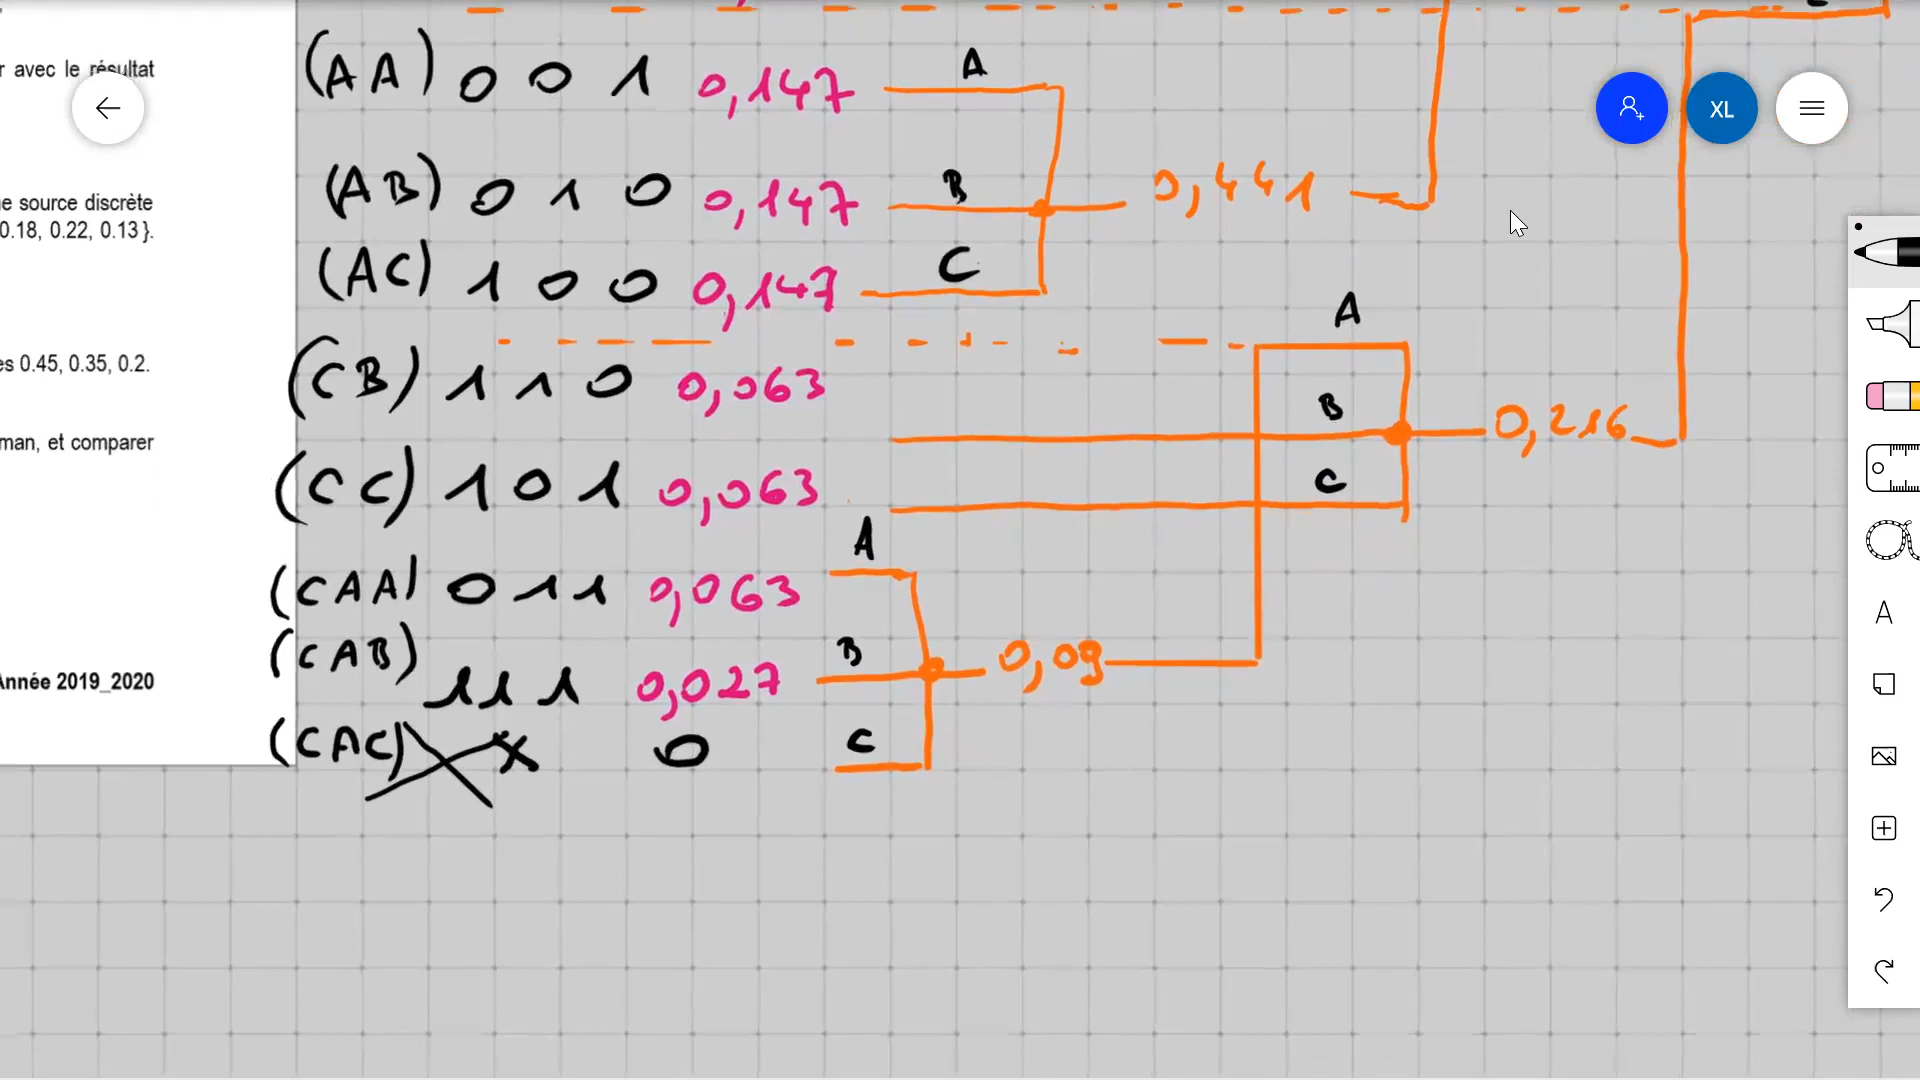 r avec le résultat
e source discrète
0.18, 0.22, 0.13 }.
es 0.45, 0.35, 0.2.
man, et comparer
Année 2019_2020
(AA) 0 0 1 0,147 A
(AB) 0 1 0 0,147 B 0,441
(AC) 1 0 0 0,147 C
A
(CB) 1 1 0 0,063
B 0,216
(CC) 1 0 1 0,063 C
(CAA) 0 1 1 0,063 A
(CAB) 1 1 1 0,027 B 0,09
(CAC) X 0 C
XL
A